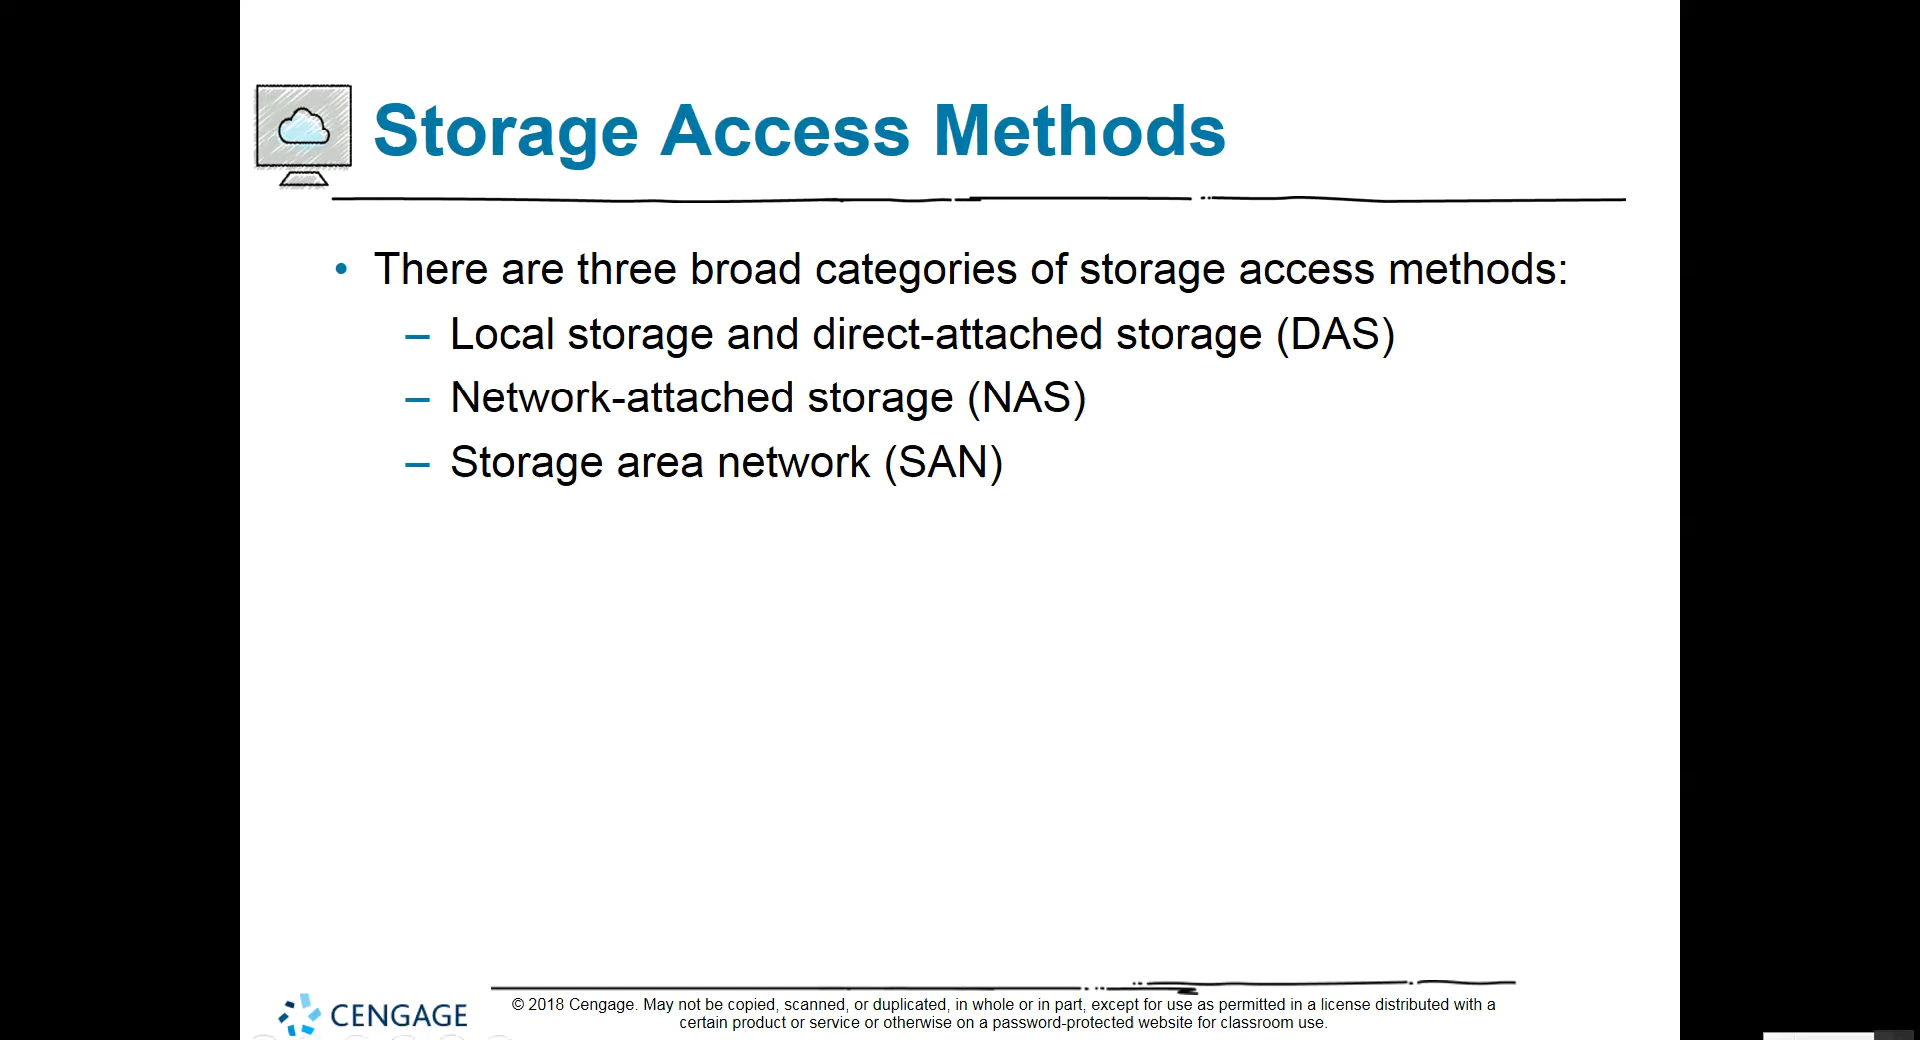 Storage Access Methods
• There are three broad categories of storage access methods:
– Local storage and direct-attached storage (DAS)
– Network-attached storage (NAS)
– Storage area network (SAN)
CENGAGE
© 2018 Cengage. May not be copied, scanned, or duplicated, in whole or in part, except for use as permitted in a license distributed with a
certain product or service or otherwise on a password-protected website for classroom use.